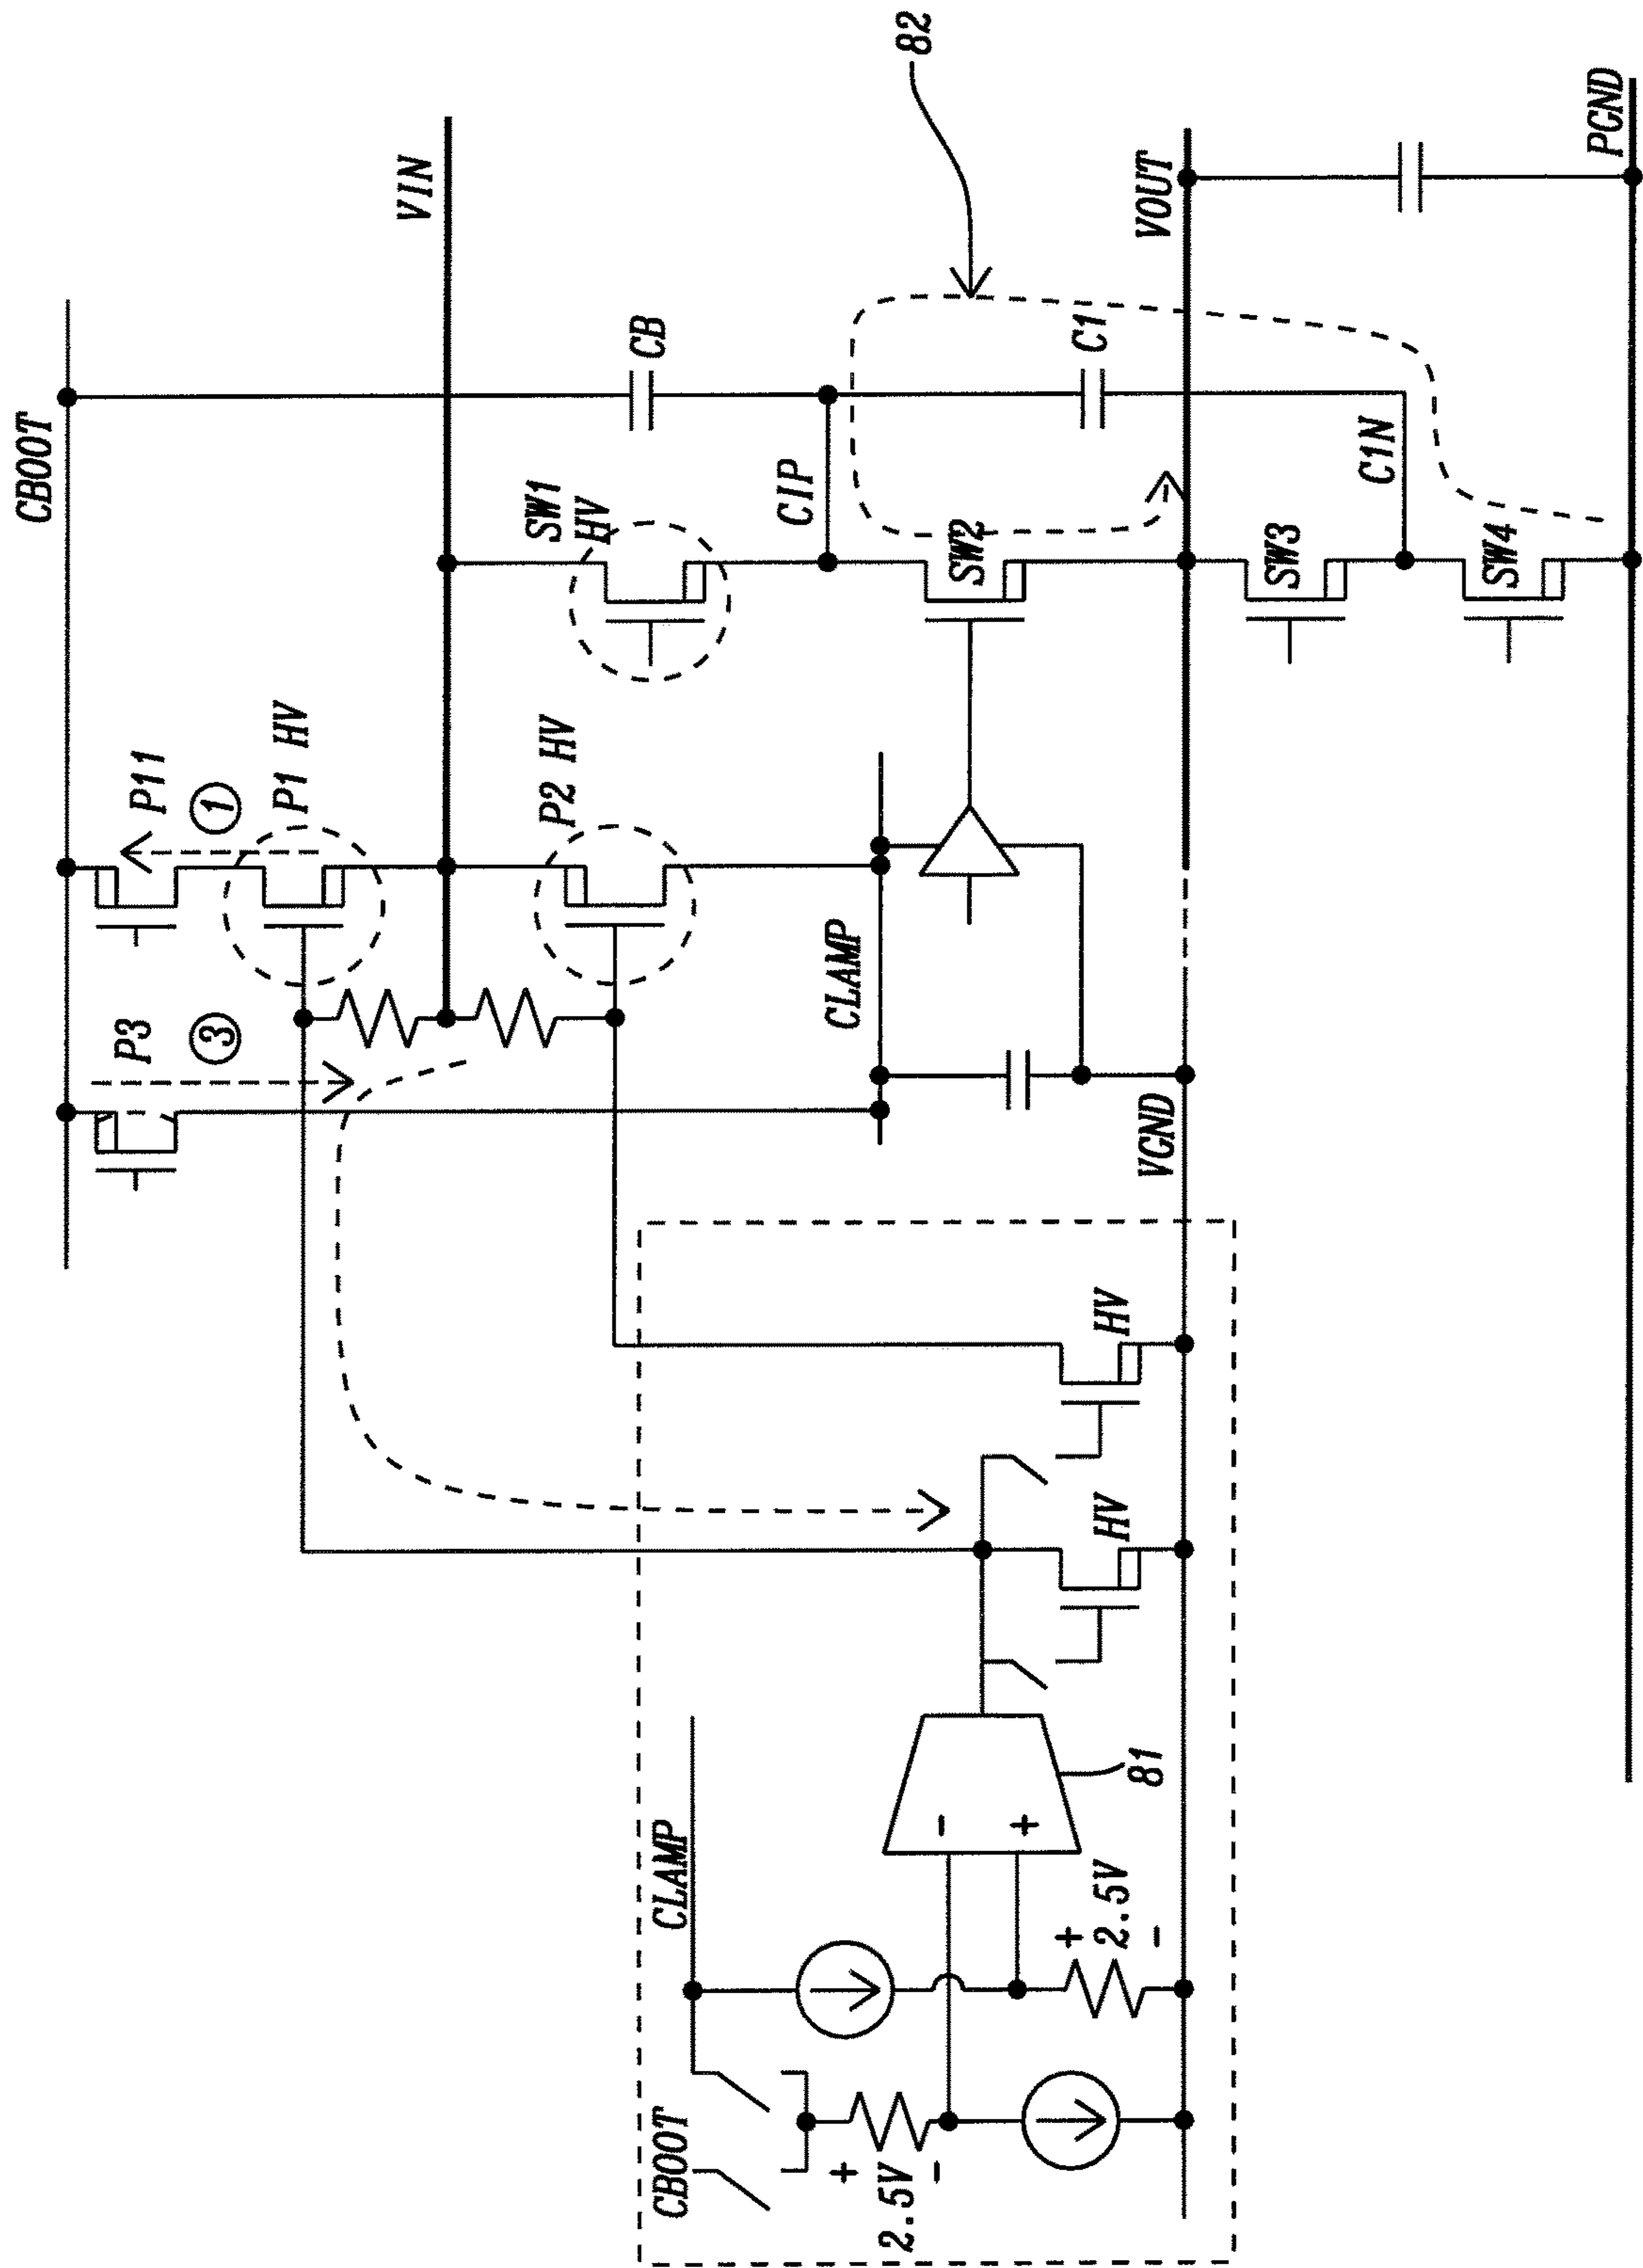 CBOOT
VIN
82
P11
①
P1 HV
P3
③
SW1
HV
CB
P2 HV
CIP
C1
CLAMP
SW2
VOUT
VGND
SW3
C1N
SW4
PGND
HV
HV
CLAMP
CBOOT
-
+
81
+
2.5V
-
+
2.5V
-